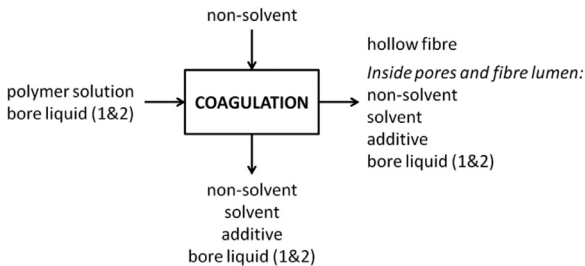 non-solvent
polymer solution
bore liquid (1&2)
COAGULATION
hollow fibre
Inside pores and fibre lumen:
non-solvent
solvent
additive
bore liquid (1&2)
non-solvent
solvent
additive
bore liquid (1&2)